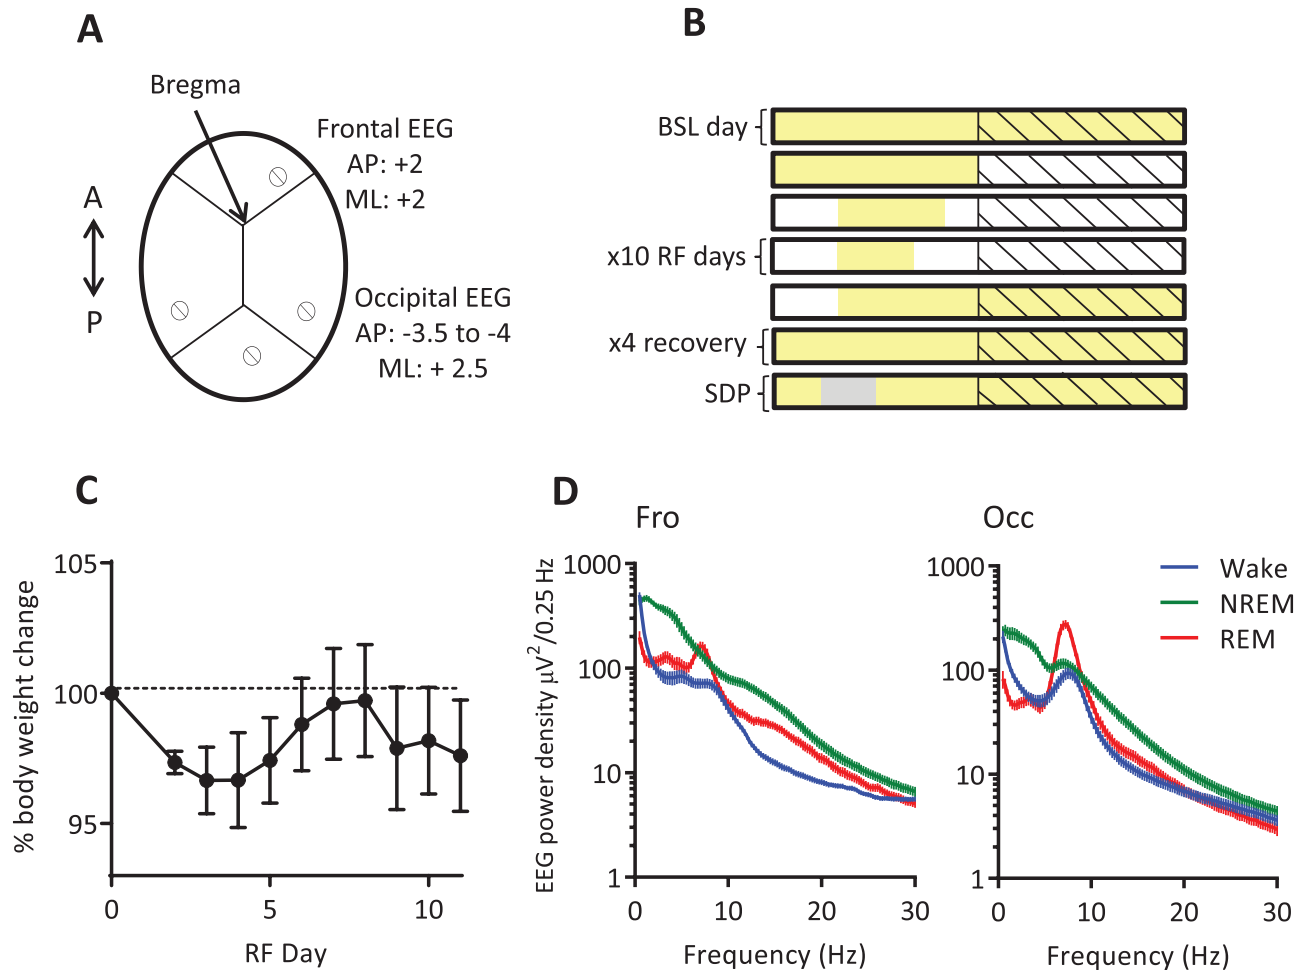 A
Bregma
Frontal EEG
AP: +2
ML: +2
A
P
Occipital EEG
AP: -3.5 to -4
ML: + 2.5
B
BSL day
x10 RF days
x4 recovery
SDP
C
% body weight change
105
100
95
0 5 10
RF Day
D
Fro
EEG power density µV²/0.25 Hz
1000
100
10
1
0 10 20 30
Frequency (Hz)
Occ
1000
100
10
1
0 10 20 30
Frequency (Hz)
Wake
NREM
REM